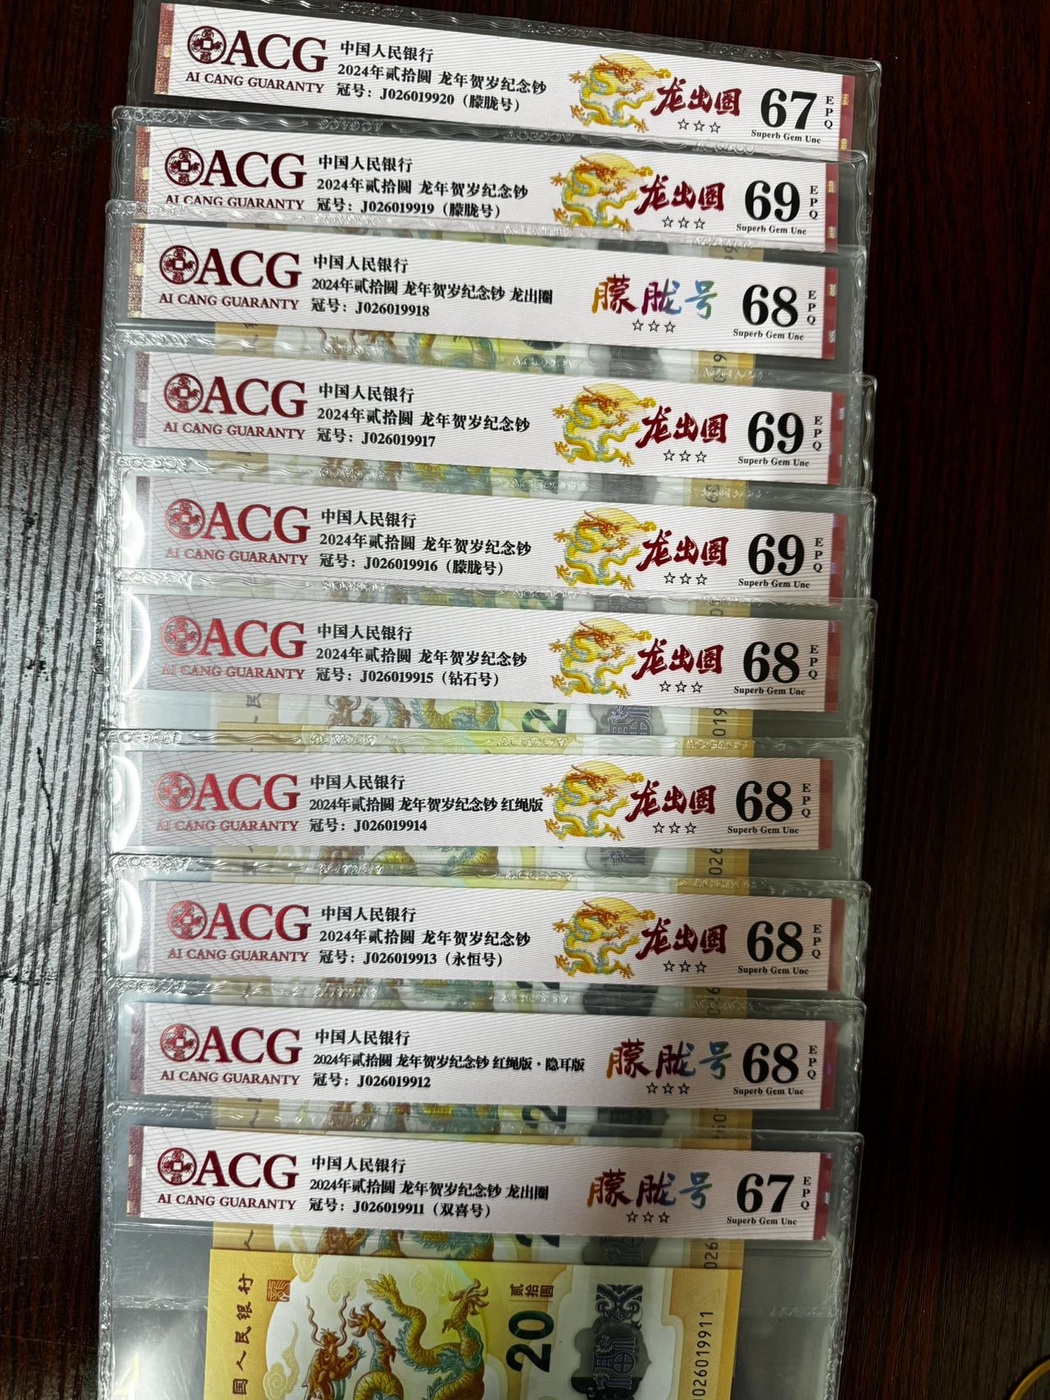 ACG
AI CANG GUARANTY
中国人民银行
2024年贰拾圆 龙年贺岁纪念钞
冠号：J026019920（朦胧号）
龙出圈
☆☆☆
67
EPQ
Superb Gem Unc
ACG
AI CANG GUARANTY
中国人民银行
2024年贰拾圆 龙年贺岁纪念钞
冠号：J026019919（朦胧号）
龙出圈
☆☆☆
69
EPQ
Superb Gem Unc
ACG
AI CANG GUARANTY
中国人民银行
2024年贰拾圆 龙年贺岁纪念钞 龙出圈
冠号：J026019918
朦胧号
☆☆☆
68
EPQ
Superb Gem Unc
ACG
AI CANG GUARANTY
中国人民银行
2024年贰拾圆 龙年贺岁纪念钞
冠号：J026019917
龙出圈
☆☆☆
69
EPQ
Superb Gem Unc
ACG
AI CANG GUARANTY
中国人民银行
2024年贰拾圆 龙年贺岁纪念钞
冠号：J026019916（朦胧号）
龙出圈
☆☆☆
69
EPQ
Superb Gem Unc
ACG
AI CANG GUARANTY
中国人民银行
2024年贰拾圆 龙年贺岁纪念钞
冠号：J026019915（钻石号）
龙出圈
☆☆☆
68
EPQ
Superb Gem Unc
ACG
AI CANG GUARANTY
中国人民银行
2024年贰拾圆 龙年贺岁纪念钞 红绳版
冠号：J026019914
龙出圈
☆☆☆
68
EPQ
Superb Gem Unc
ACG
AI CANG GUARANTY
中国人民银行
2024年贰拾圆 龙年贺岁纪念钞
冠号：J026019913（永恒号）
龙出圈
☆☆☆
68
EPQ
Superb Gem Unc
ACG
AI CANG GUARANTY
中国人民银行
2024年贰拾圆 龙年贺岁纪念钞 红绳版·隐耳版
冠号：J026019912
朦胧号
☆☆☆
68
EPQ
Superb Gem Unc
ACG
AI CANG GUARANTY
中国人民银行
2024年贰拾圆 龙年贺岁纪念钞 龙出圈
冠号：J026019911（双喜号）
朦胧号
☆☆☆
67
EPQ
Superb Gem Unc
国人民银行
贰拾圆
20
026019911